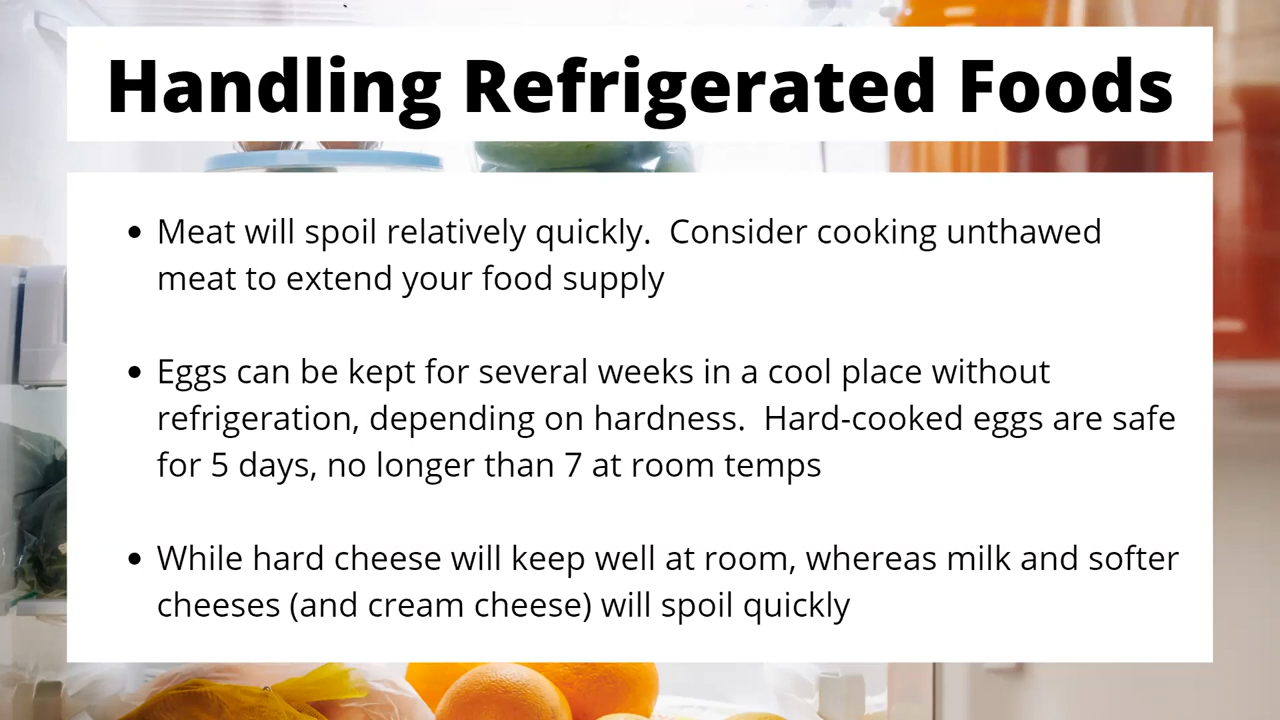 Handling Refrigerated Foods
• Meat will spoil relatively quickly.  Consider cooking unthawed
meat to extend your food supply
• Eggs can be kept for several weeks in a cool place without
refrigeration, depending on hardness.  Hard-cooked eggs are safe
for 5 days, no longer than 7 at room temps
• While hard cheese will keep well at room, whereas milk and softer
cheeses (and cream cheese) will spoil quickly